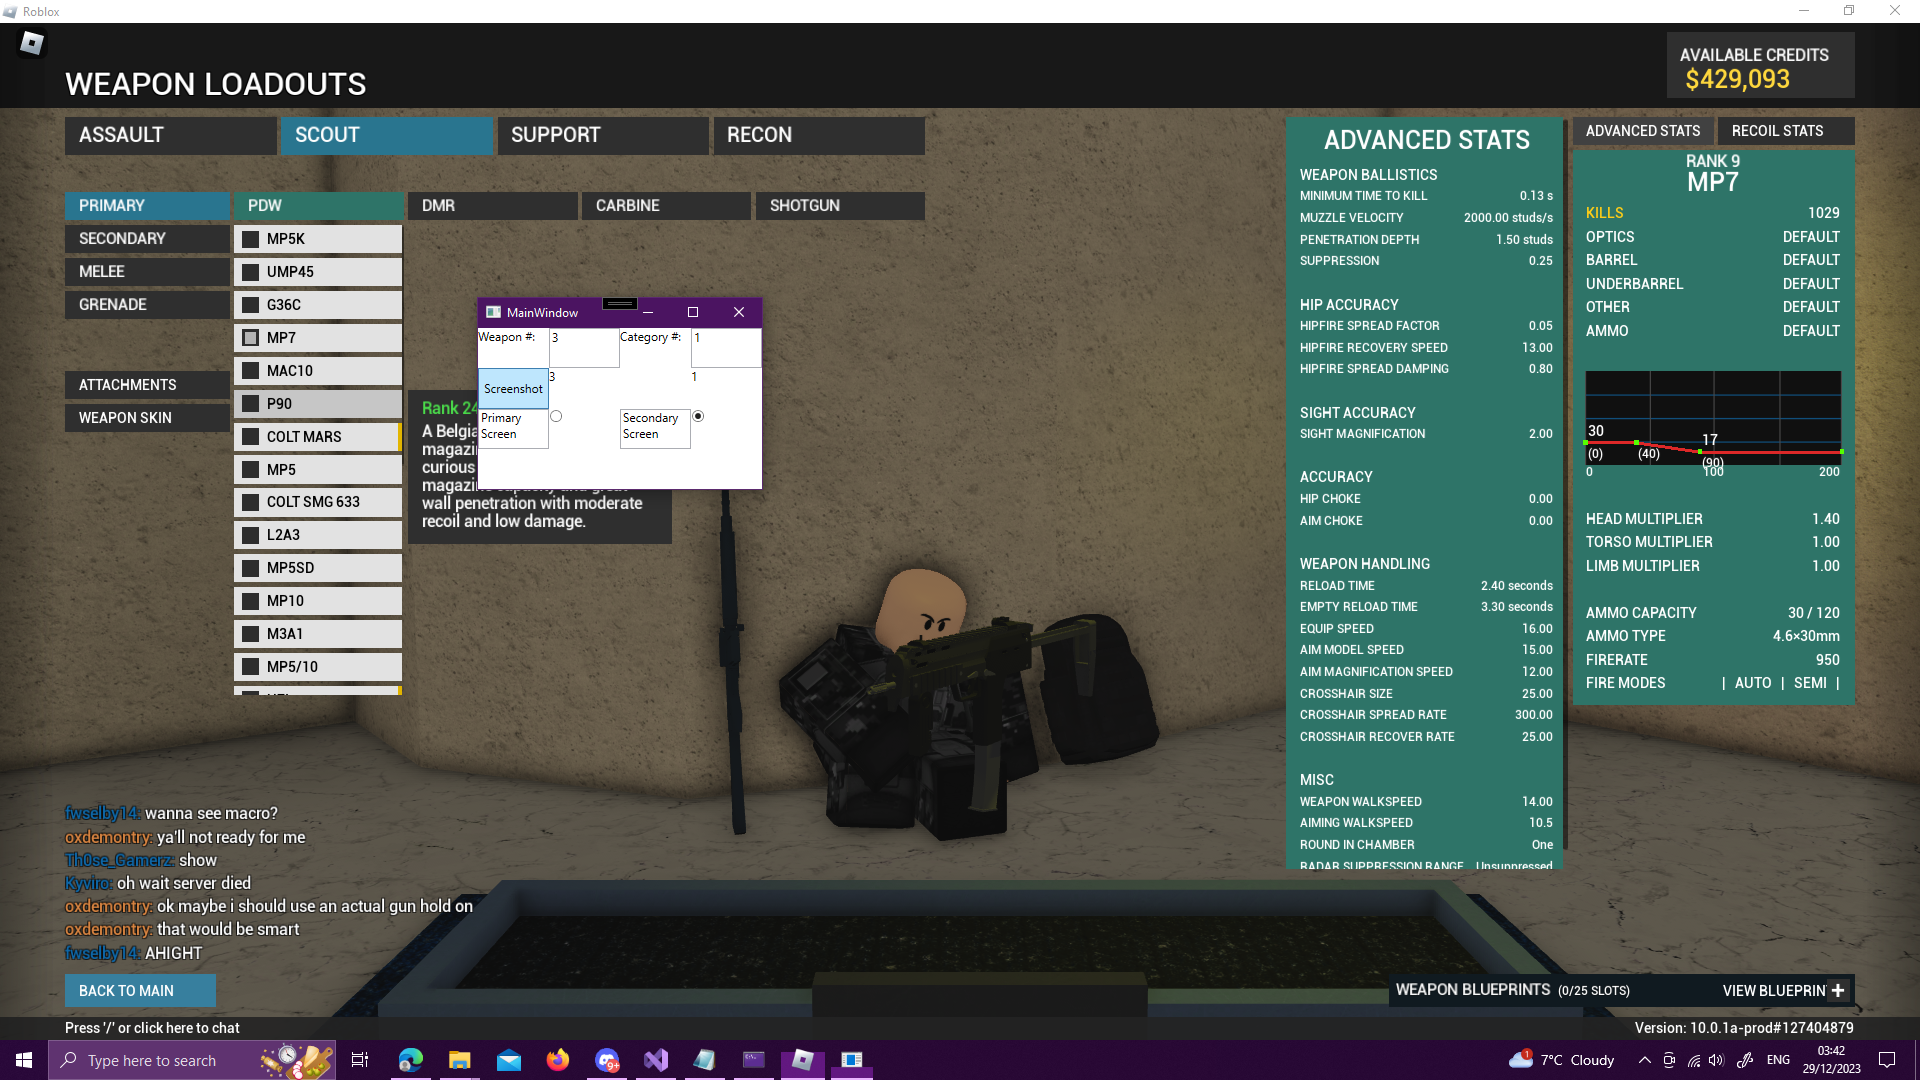 Roblox
WEAPON LOADOUTS
AVAILABLE CREDITS
$429,093
ASSAULT
SCOUT
SUPPORT
RECON
PRIMARY
SECONDARY
MELEE
GRENADE
ATTACHMENTS
WEAPON SKIN
PDW
DMR
CARBINE
SHOTGUN
MP5K
UMP45
G36C
MP7
MAC10
P90
COLT MARS
MP5
COLT SMG 633
L2A3
MP5SD
MP10
M3A1
MP5/10
MainWindow
Weapon #: 3 Category #: 1
Screenshot 3 1
Primary Screen
Secondary Screen
Rank 24
A Belgia
magazi
curious
magazine capacity and great
wall penetration with moderate
recoil and low damage.
ADVANCED STATS
WEAPON BALLISTICS
MINIMUM TIME TO KILL 0.13 s
MUZZLE VELOCITY 2000.00 studs/s
PENETRATION DEPTH 1.50 studs
SUPPRESSION 0.25
HIP ACCURACY
HIPFIRE SPREAD FACTOR 0.05
HIPFIRE RECOVERY SPEED 13.00
HIPFIRE SPREAD DAMPING 0.80
SIGHT ACCURACY
SIGHT MAGNIFICATION 2.00
ACCURACY
HIP CHOKE 0.00
AIM CHOKE 0.00
WEAPON HANDLING
RELOAD TIME 2.40 seconds
EMPTY RELOAD TIME 3.30 seconds
EQUIP SPEED 16.00
AIM MODEL SPEED 15.00
AIM MAGNIFICATION SPEED 12.00
CROSSHAIR SIZE 25.00
CROSSHAIR SPREAD RATE 300.00
CROSSHAIR RECOVER RATE 25.00
MISC
WEAPON WALKSPEED 14.00
AIMING WALKSPEED 10.5
ROUND IN CHAMBER One
RADAR SUPPRESSION RANGE Unsuppressed
ADVANCED STATS
RECOIL STATS
RANK 9
MP7
KILLS 1029
OPTICS DEFAULT
BARREL DEFAULT
UNDERBARREL DEFAULT
OTHER DEFAULT
AMMO DEFAULT
30
(0)
(40)
17
(90)
0 100 200
HEAD MULTIPLIER 1.40
TORSO MULTIPLIER 1.00
LIMB MULTIPLIER 1.00
AMMO CAPACITY 30 / 120
AMMO TYPE 4.6×30mm
FIRERATE 950
FIRE MODES | AUTO | SEMI |
fwselby14: wanna see macro?
oxdemontry: ya'll not ready for me
Th0se_Gamerz: show
Kyviro: oh wait server died
oxdemontry: ok maybe i should use an actual gun hold on
oxdemontry: that would be smart
fwselby14: AHIGHT
BACK TO MAIN
Press '/' or click here to chat
WEAPON BLUEPRINTS (0/25 SLOTS)
VIEW BLUEPRIN +
Version: 10.0.1a-prod#127404879
Type here to search
9+
1
7°C Cloudy
ENG
03:42
29/12/2023